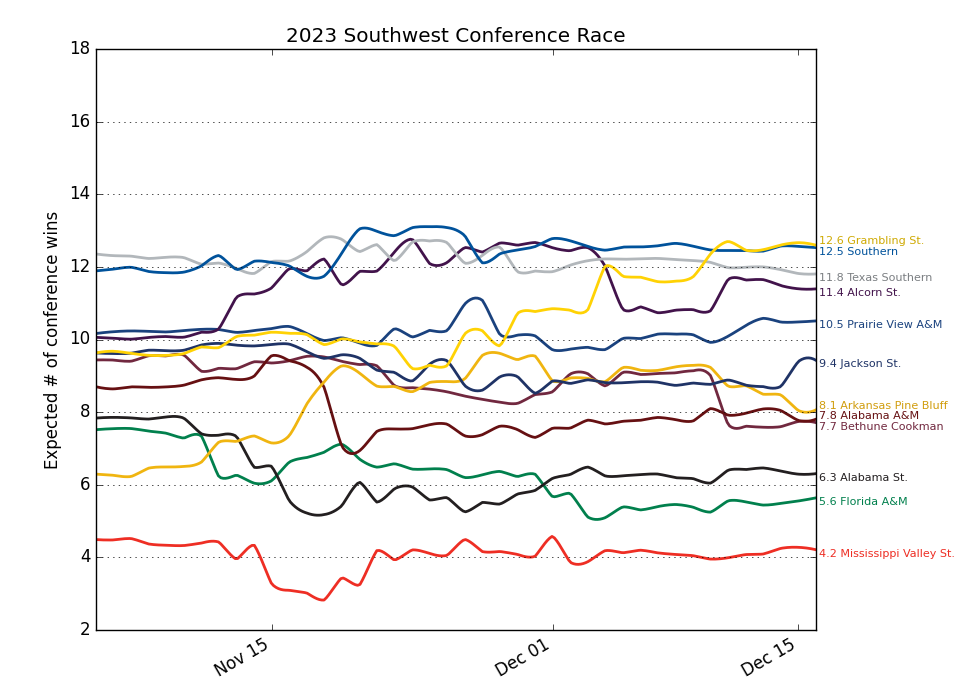 2023 Southwest Conference Race
Expected # of conference wins
18
16
14
12
10
8
6
4
2
Nov 15
Dec 01
Dec 15
12.6 Grambling St.
12.5 Southern
11.8 Texas Southern
11.4 Alcorn St.
10.5 Prairie View A&M
9.4 Jackson St.
8.1 Arkansas Pine Bluff
7.8 Alabama A&M
7.7 Bethune Cookman
6.3 Alabama St.
5.6 Florida A&M
4.2 Mississippi Valley St.